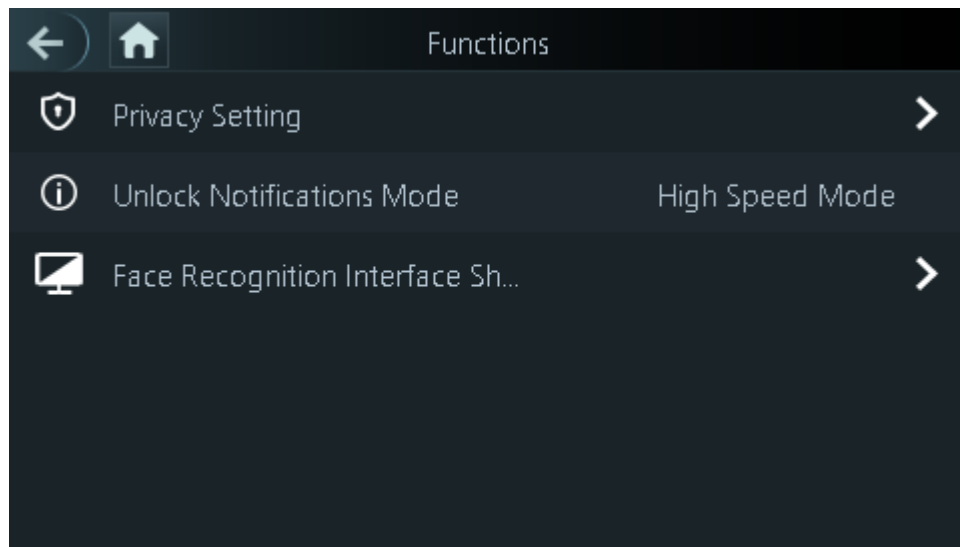 Functions
Privacy Setting
Unlock Notifications Mode High Speed Mode
Face Recognition Interface Sh...